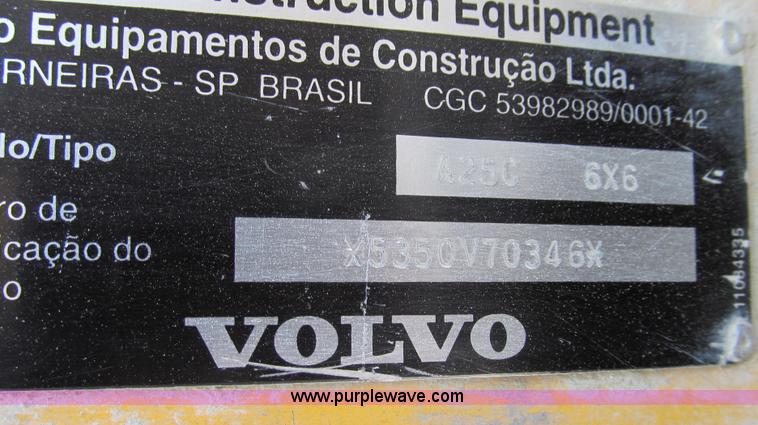 nstruction Equipment
o Equipamentos de Construção Ltda.
RNEIRAS - SP BRASIL CGC 53982989/0001-42
lo/Tipo A25C 6X6
ro de
icação do X5350V70346X
o
VOLVO
11084335
www.purplewave.com